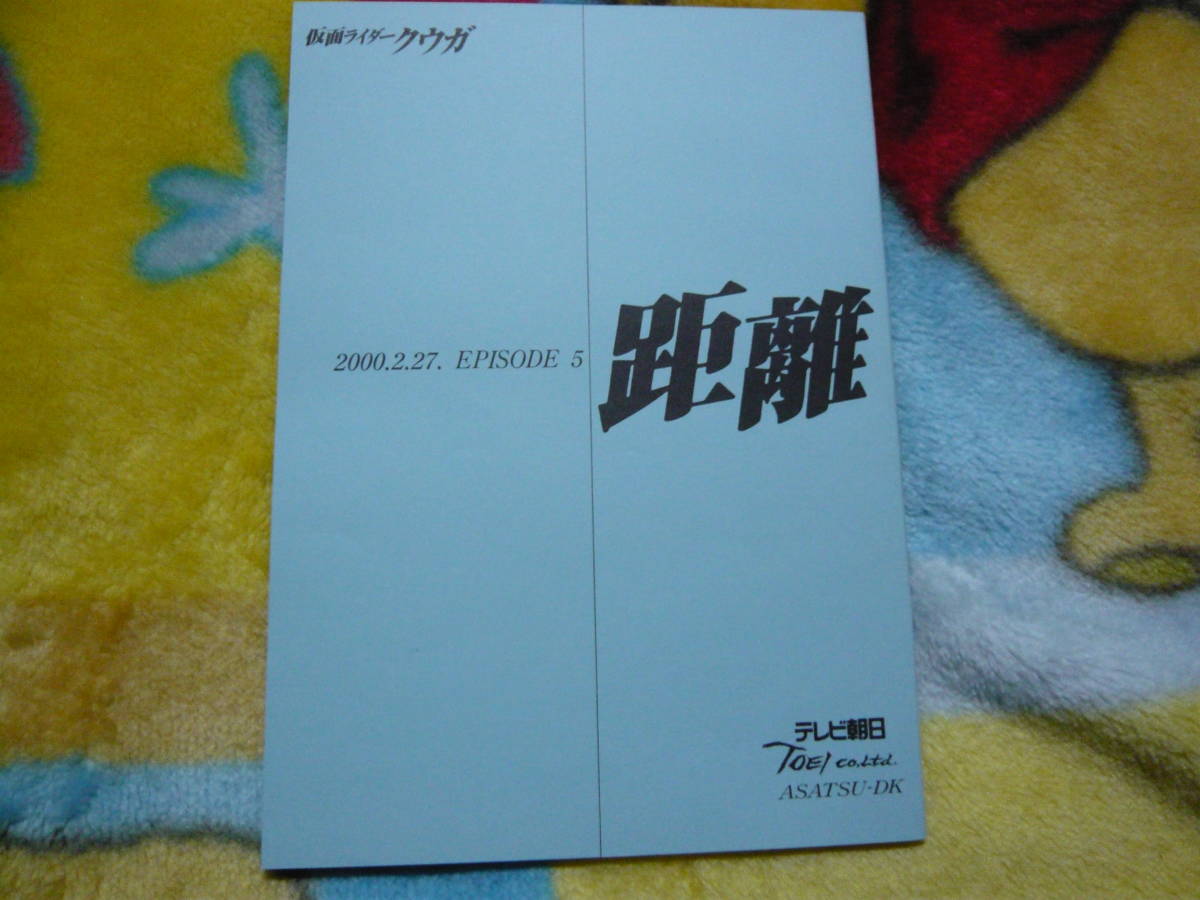 仮面ライダークウガ
2000.2.27. EPISODE 5
距離
テレビ朝日
TOEI co.,Ltd.
ASATSU-DK